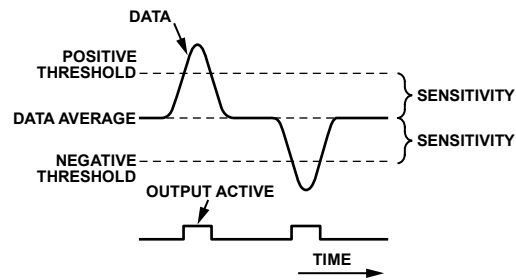 DATA
POSITIVE
THRESHOLD
SENSITIVITY
DATA AVERAGE
SENSITIVITY
NEGATIVE
THRESHOLD
OUTPUT ACTIVE
TIME